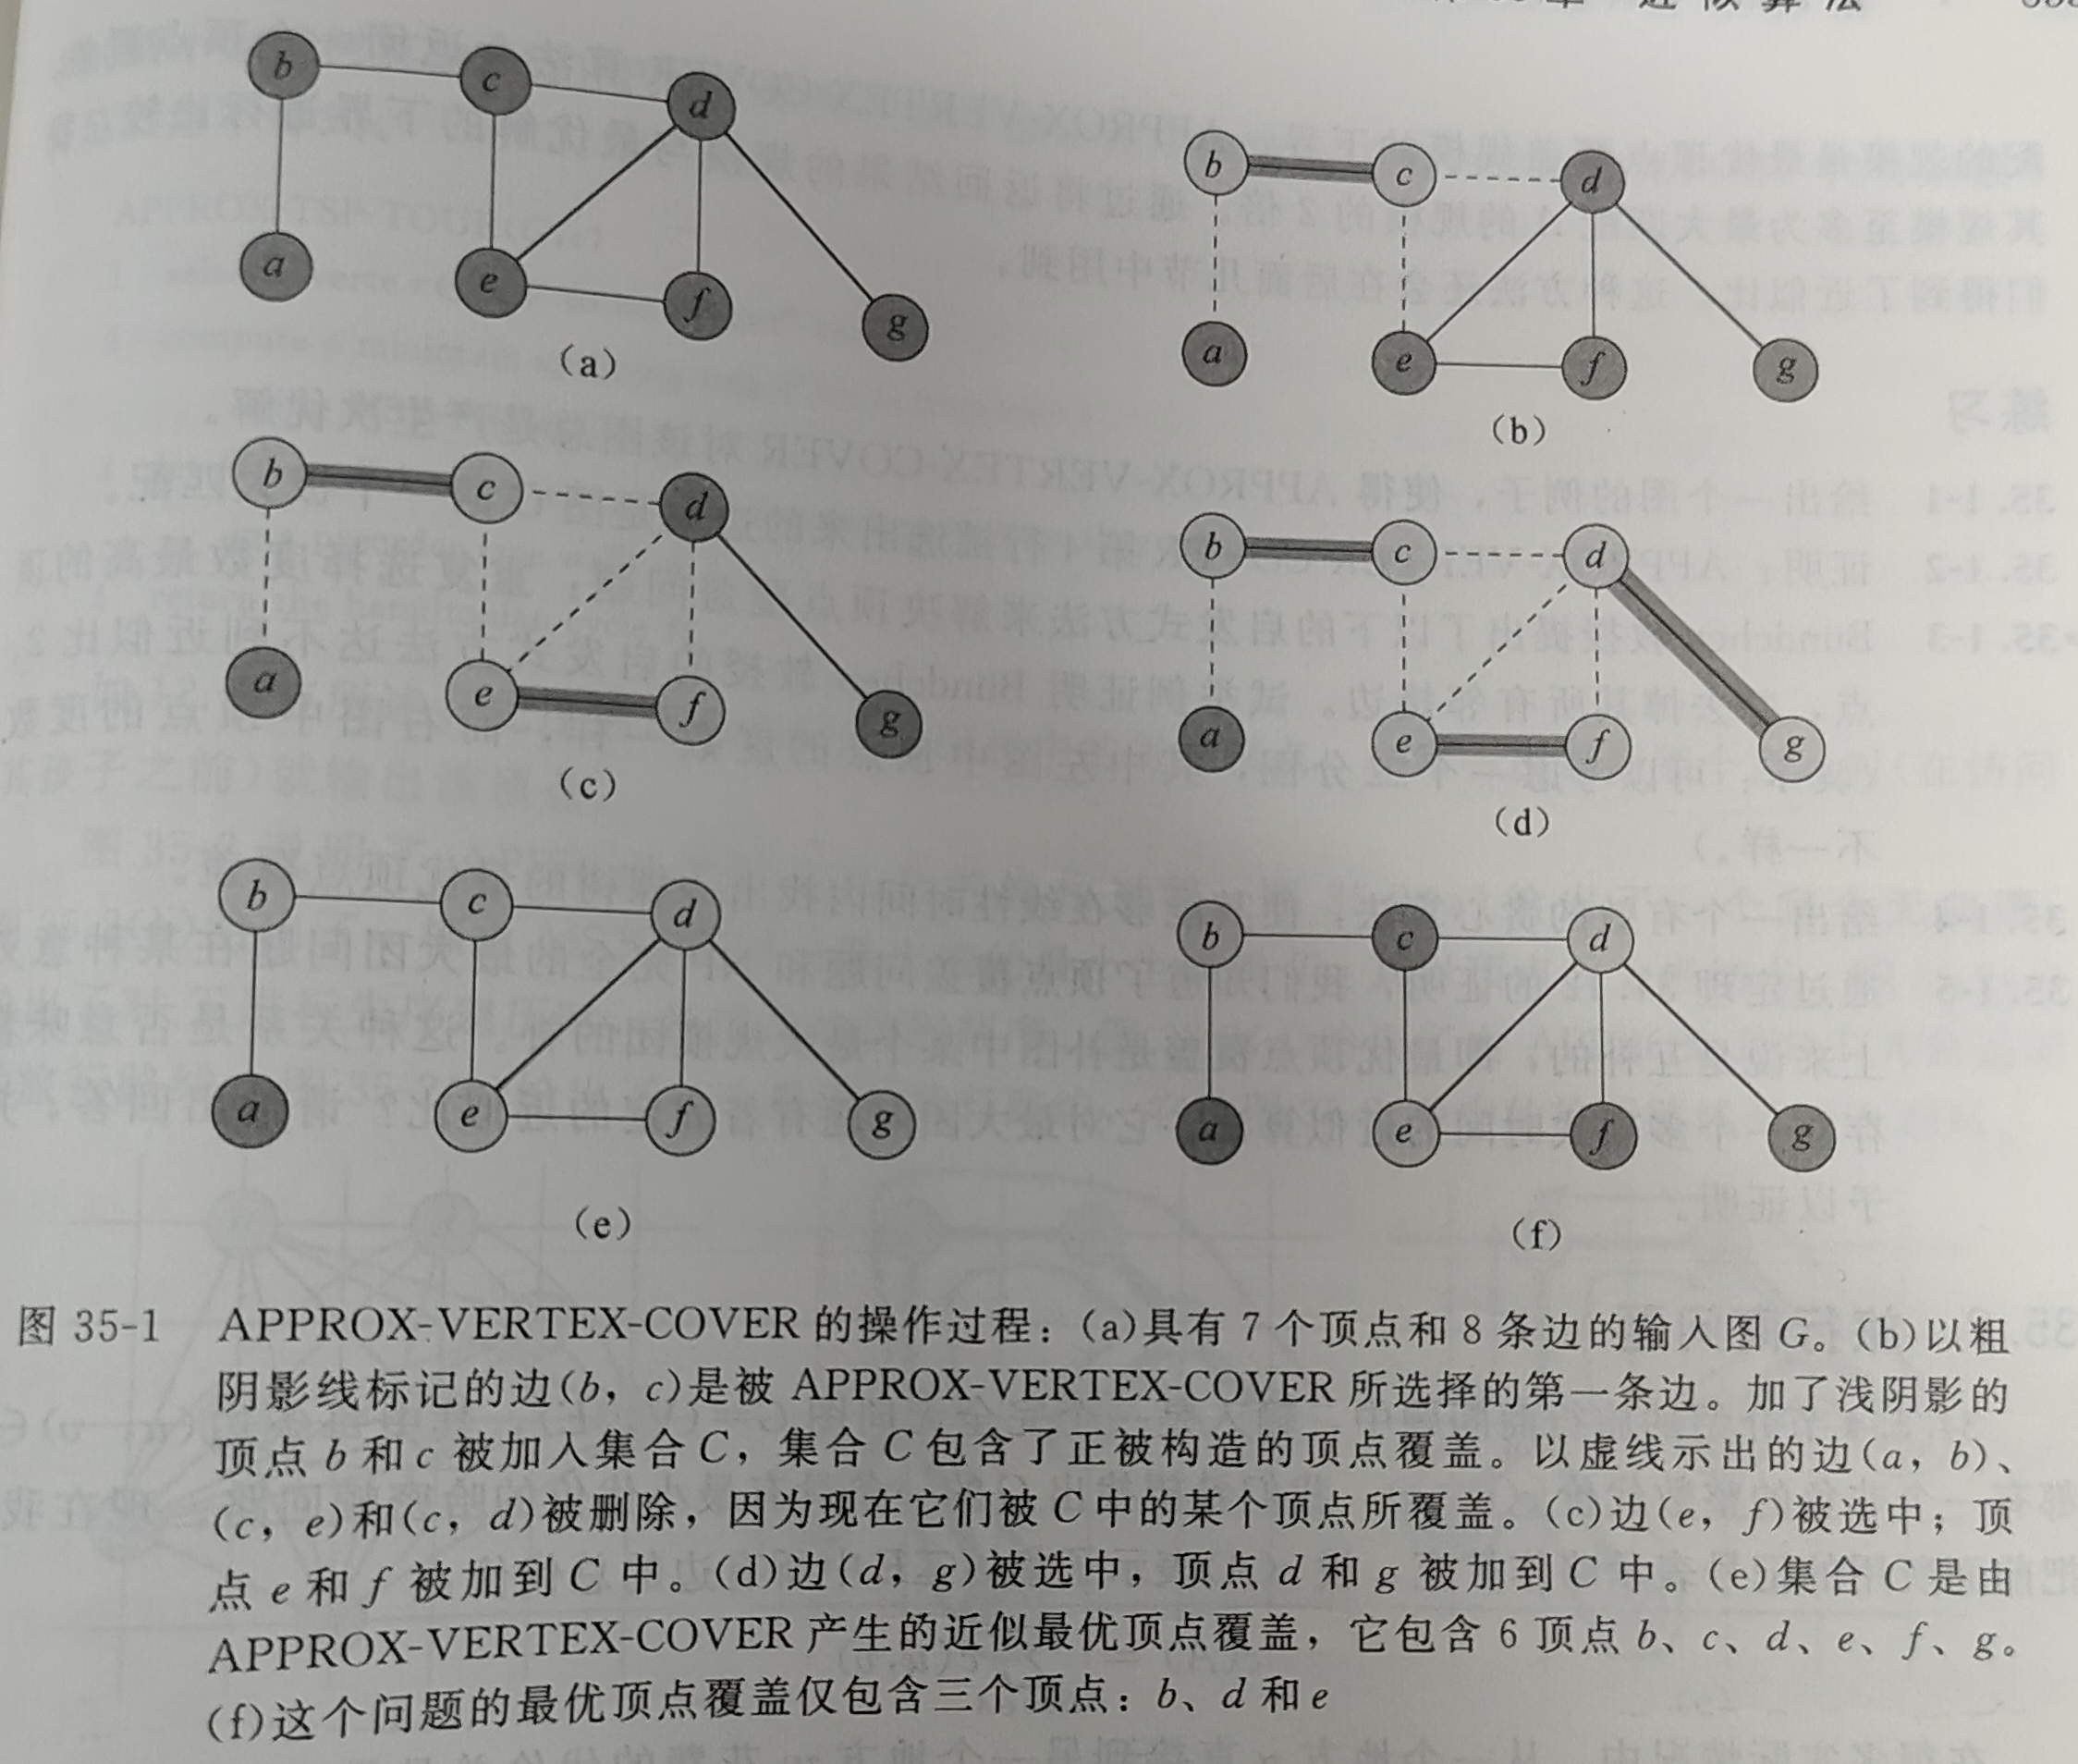 近似算法
b c d
a e f g
(a)
b c d
a e f g
(b)
b c d
a e f g
(c)
b c d
a e f g
(d)
b c d
a e f g
(e)
b c d
a e f g
(f)
图 35-1 APPROX-VERTEX-COVER 的操作过程：(a)具有 7 个顶点和 8 条边的输入图 G。(b)以粗
阴影线标记的边(b，c)是被 APPROX-VERTEX-COVER 所选择的第一条边。加了浅阴影的
顶点 b 和 c 被加入集合 C，集合 C 包含了正被构造的顶点覆盖。以虚线示出的边(a，b)、
(c，e)和(c，d)被删除，因为现在它们被 C 中的某个顶点所覆盖。(c)边(e，f)被选中；顶
点 e 和 f 被加到 C 中。(d)边(d，g)被选中，顶点 d 和 g 被加到 C 中。(e)集合 C 是由
APPROX-VERTEX-COVER 产生的近似最优顶点覆盖，它包含 6 顶点 b、c、d、e、f、g。
(f)这个问题的最优顶点覆盖仅包含三个顶点：b、d 和 e